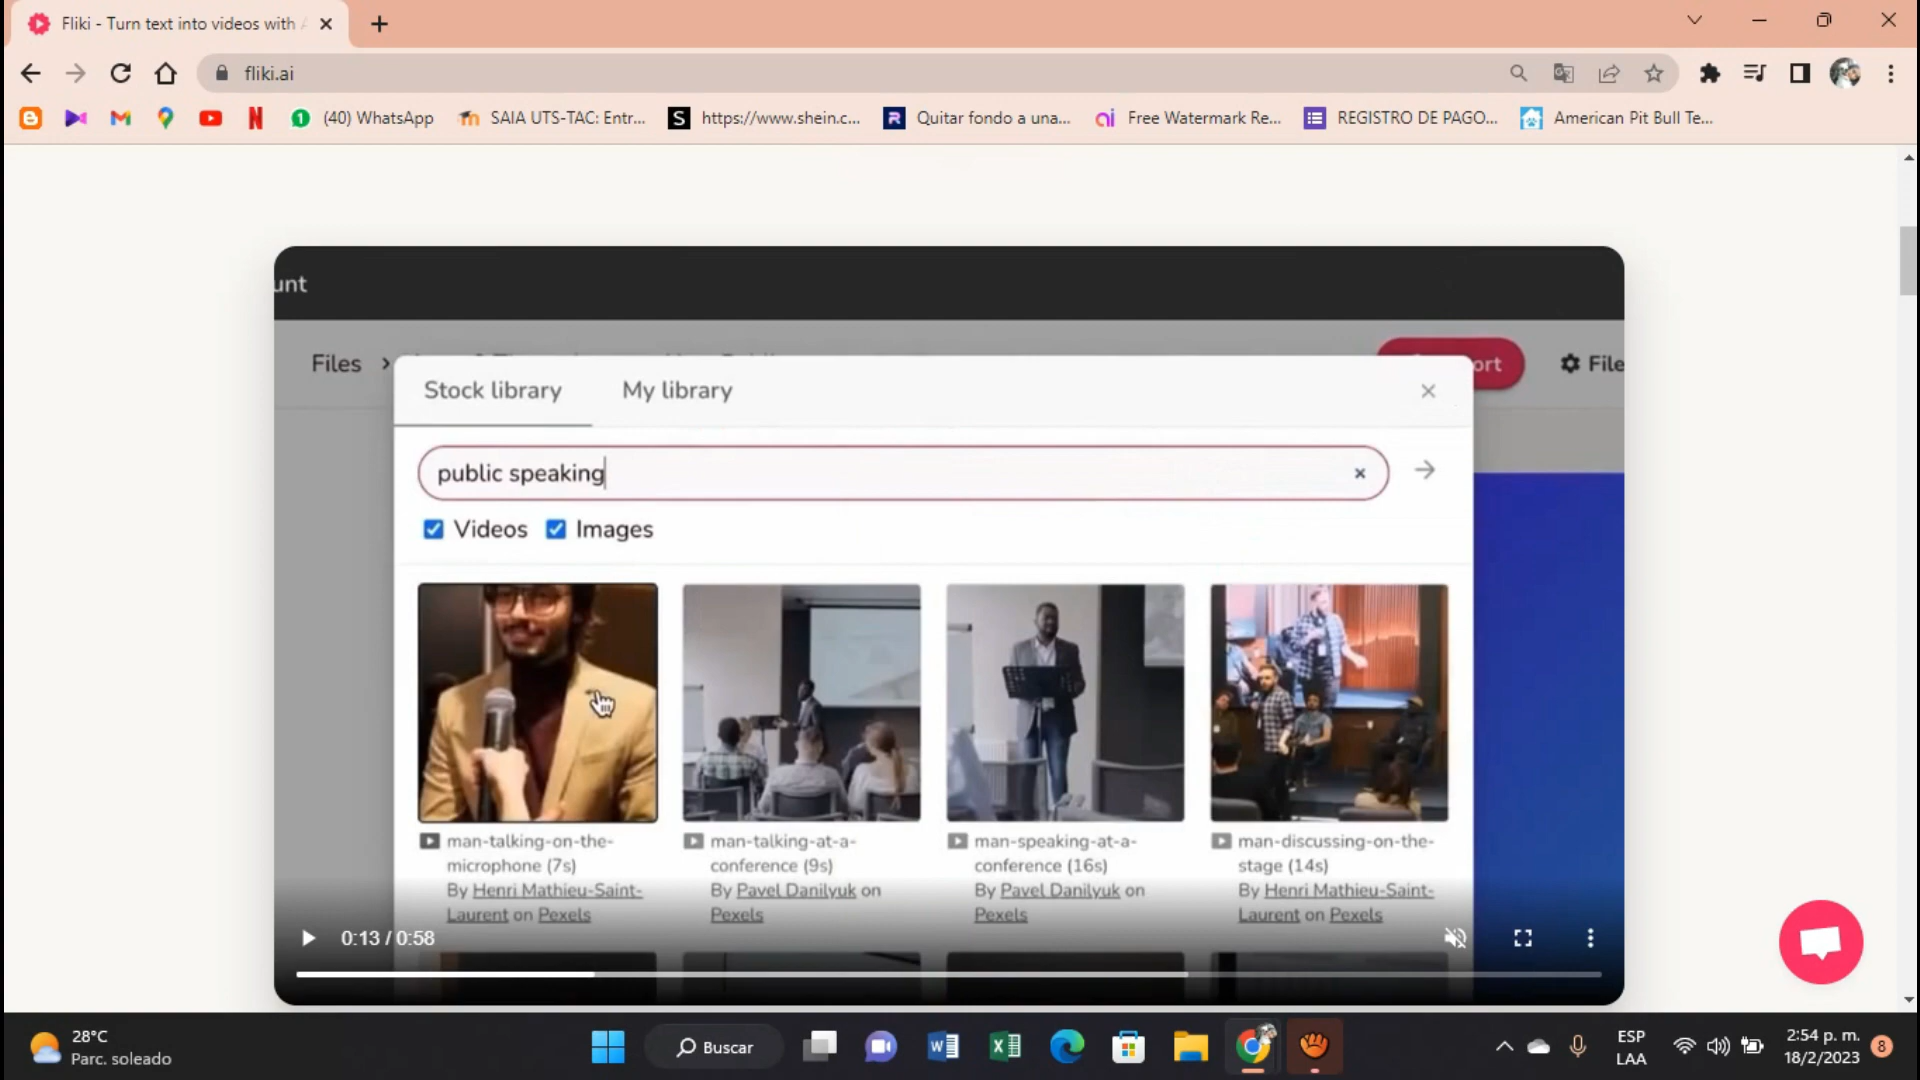 Fliki - Turn text into videos with A
fliki.ai
(40) WhatsApp
SAIA UTS-TAC: Entr...
https://www.shein.c...
Quitar fondo a una...
Free Watermark Re...
REGISTRO DE PAGO...
American Pit Bull Te...
unt
Files >
ort
File
Stock library
My library
public speaking
Videos
Images
man-talking-on-the-
microphone (7s)
By Henri Mathieu-Saint-
Laurent on Pexels
man-talking-at-a-
conference (9s)
By Pavel Danilyuk on
Pexels
man-speaking-at-a-
conference (16s)
By Pavel Danilyuk on
Pexels
man-discussing-on-the-
stage (14s)
By Henri Mathieu-Saint-
Laurent on Pexels
0:13 / 0:58
28°C
Parc. soleado
Buscar
ESP
LAA
2:54 p. m.
18/2/2023
8